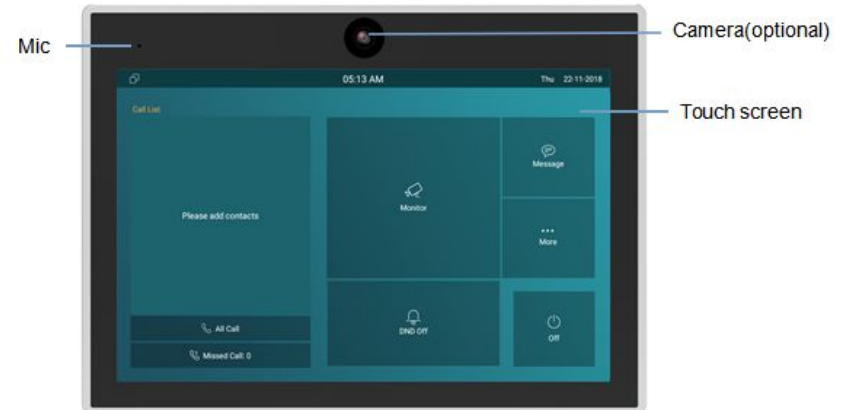 Mic
Camera(optional)
05:13 AM
Thu 22-11-2018
Touch screen
Call List
Message
Monitor
Please add contacts
More
All Call
DND Off
Off
Missed Call: 0